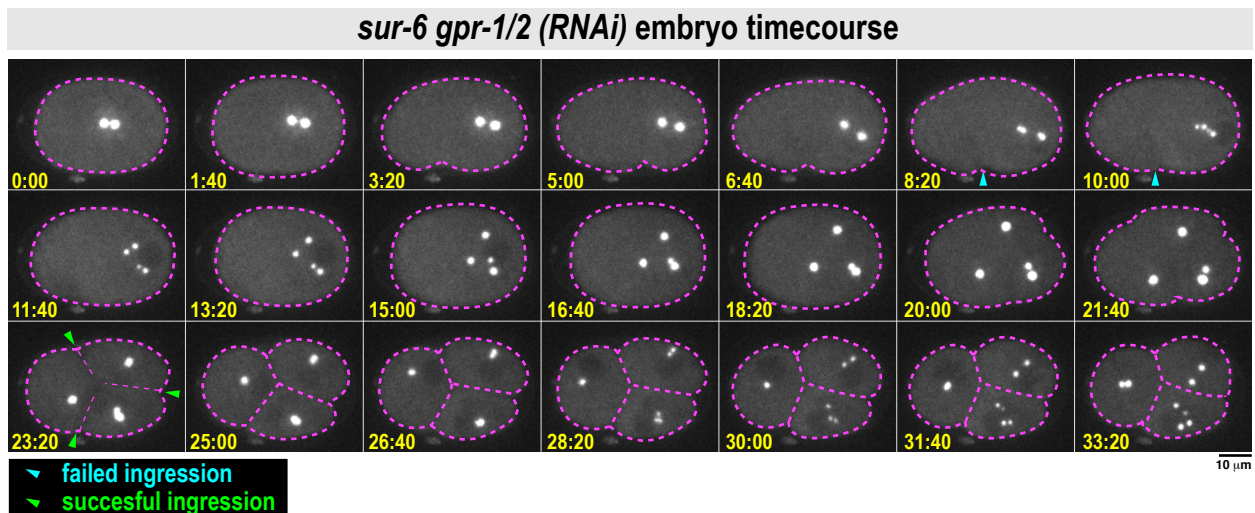 sur-6 gpr-1/2 (RNAi) embryo timecourse
0:00 1:40 3:20 5:00 6:40 8:20 10:00
11:40 13:20 15:00 16:40 18:20 20:00 21:40
23:20 25:00 26:40 28:20 30:00 31:40 33:20
10 μm
failed ingression
succesful ingression